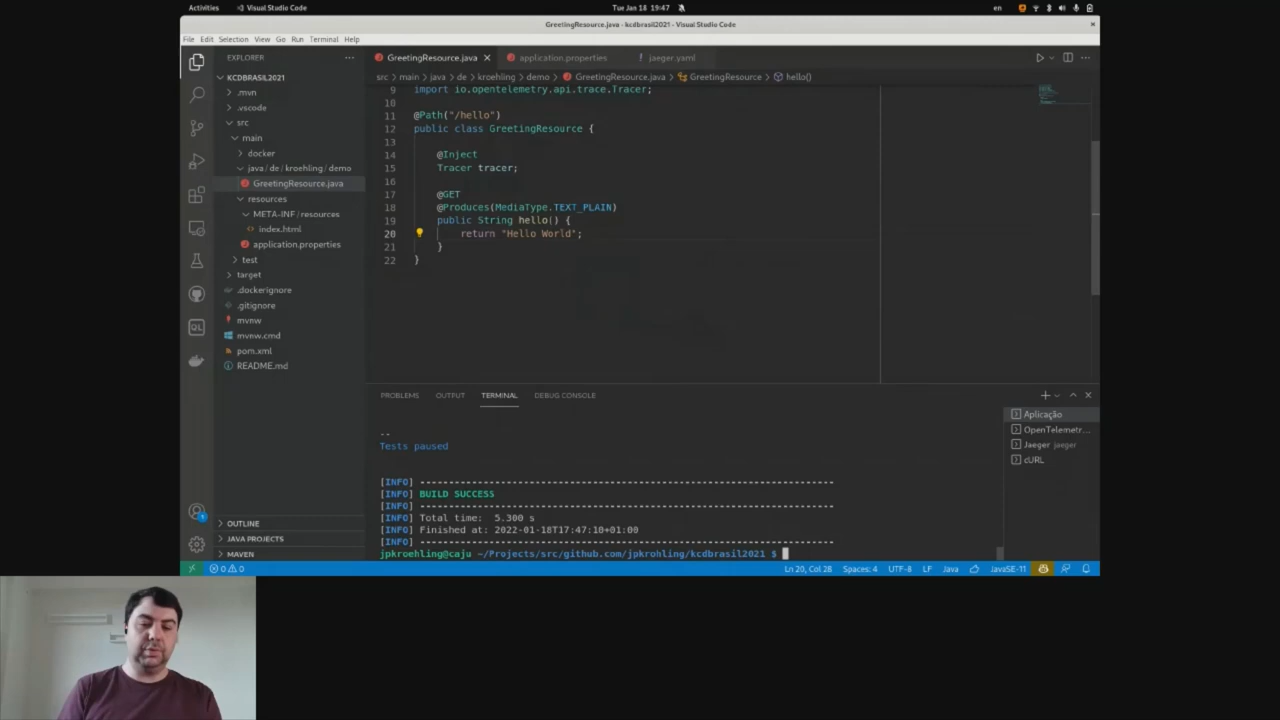 Activities Visual Studio Code Tue Jan 18 19:47 en
GreetingResource.java - kcdbrasil2021 - Visual Studio Code
File Edit Selection View Go Run Terminal Help
EXPLORER
KCDBRASIL2021
.mvn
.vscode
src
main
docker
java / de / kroehling / demo
GreetingResource.java
resources
META-INF / resources
index.html
application.properties
test
target
.dockerignore
.gitignore
mvnw
mvnw.cmd
pom.xml
README.md
OUTLINE
JAVA PROJECTS
MAVEN
GreetingResource.java application.properties jaeger.yaml
src > main > java > de > kroehling > demo > GreetingResource.java > GreetingResource > hello()
9 import io.opentelemetry.api.trace.Tracer;
10
11 @Path("/hello")
12 public class GreetingResource {
13
14 @Inject
15 Tracer tracer;
16
17 @GET
18 @Produces(MediaType.TEXT_PLAIN)
19 public String hello() {
20 return "Hello World";
21 }
22 }
PROBLEMS OUTPUT TERMINAL DEBUG CONSOLE
--
Tests paused
[INFO] ------------------------------------------------------------------------
[INFO] BUILD SUCCESS
[INFO] ------------------------------------------------------------------------
[INFO] Total time: 5.300 s
[INFO] Finished at: 2022-01-18T17:47:10+01:00
[INFO] ------------------------------------------------------------------------
jpkroehling@caju ~/Projects/src/github.com/jpkrohling/kcdbrasil2021 $
Aplicação
OpenTelemetr...
Jaeger jaeger
cURL
0 0 Ln 20, Col 28 Spaces: 4 UTF-8 LF Java JavaSE-11